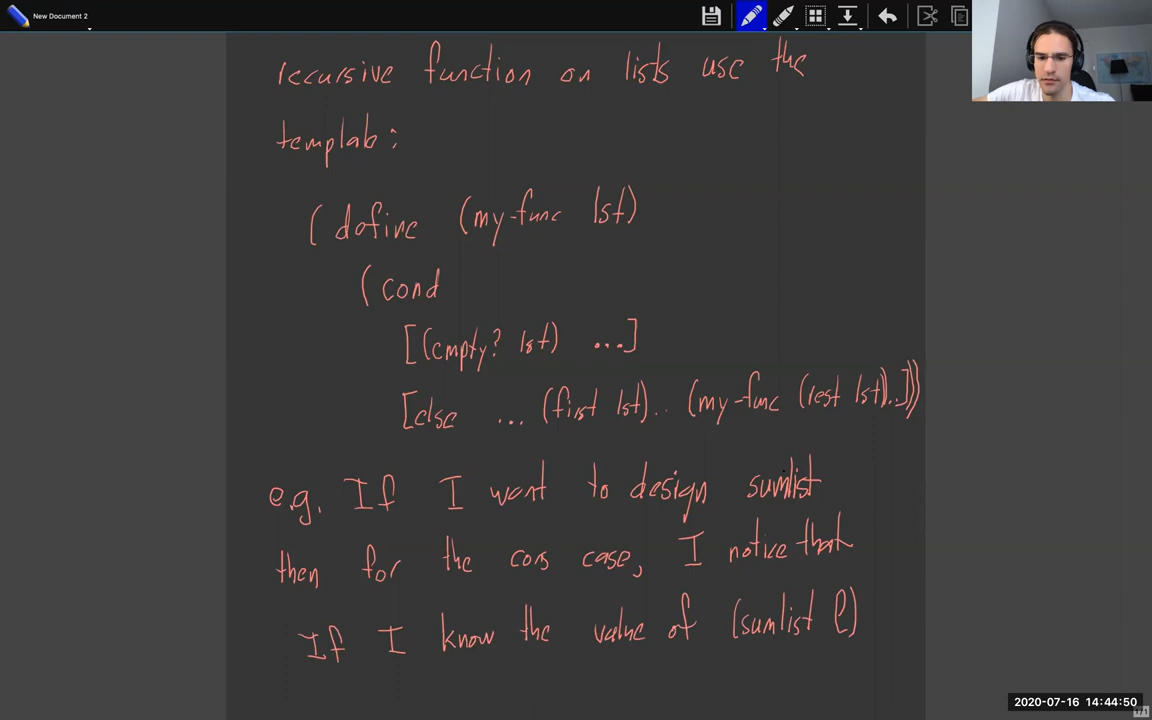 New Document 2
recursive function on lists use the
template:
(define (my-func lst)
(cond
[(empty? lst) ...]
[else ... (first lst).. (my-func (rest lst))..]))
e.g. If I want to design sumlist
then for the cons case, I notice that
If I know the value of (sumlist l)
2020-07-16 14:44:50